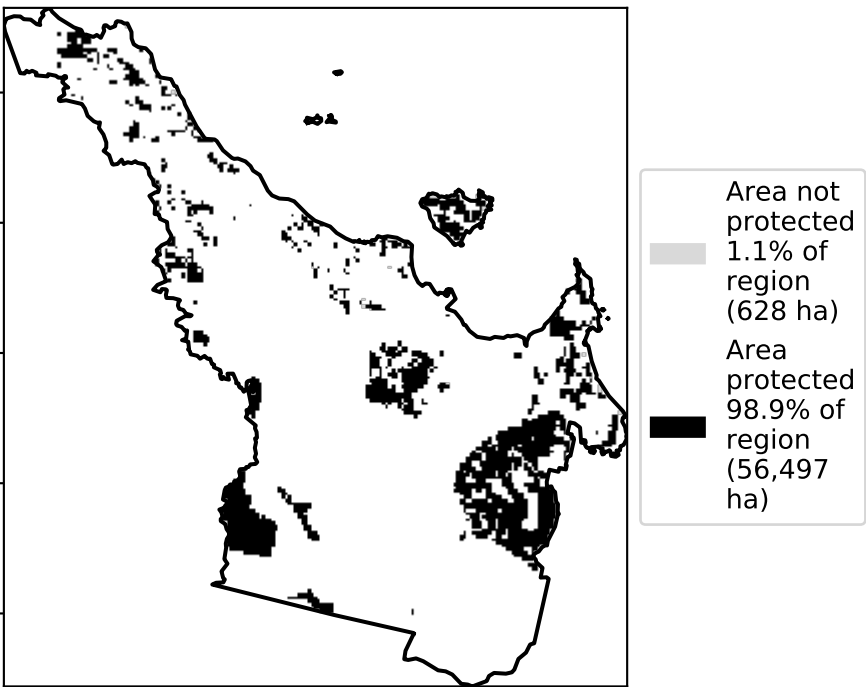 Area not
protected
1.1% of
region
(628 ha)
Area
protected
98.9% of
region
(56,497
ha)